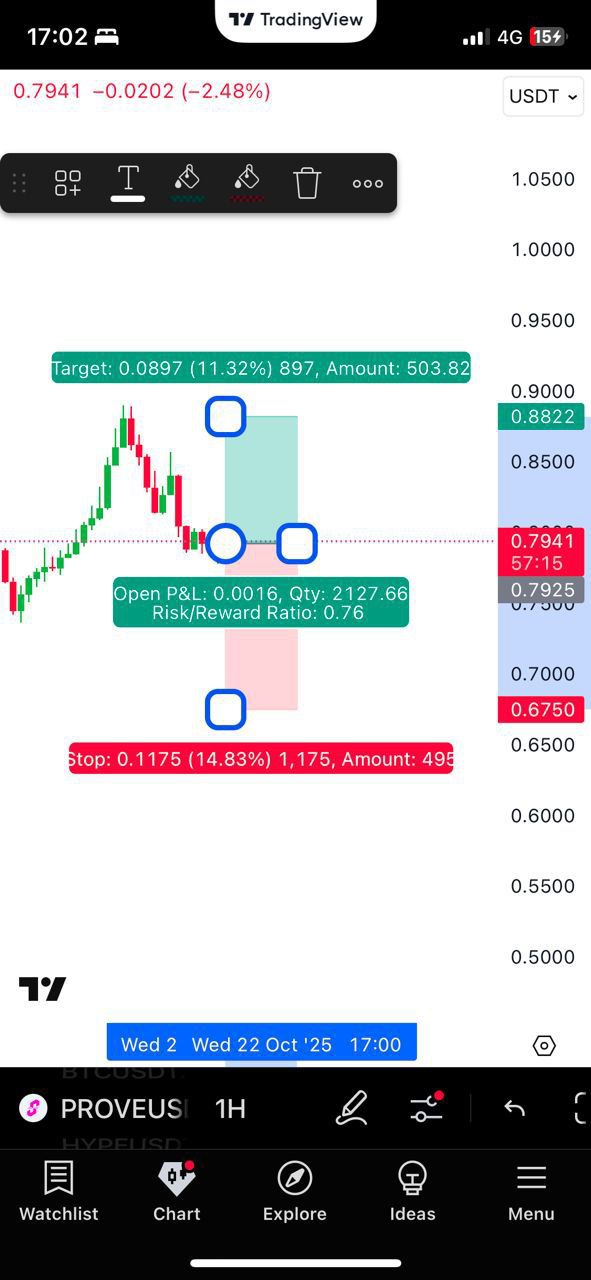 17:02
TradingView
4G
15
0.7941 −0.0202 (−2.48%)
USDT
T
1.0500
1.0000
0.9500
Target: 0.0897 (11.32%) 897, Amount: 503.82
0.9000
0.8822
0.8500
0.7941
57:15
Open P&L: 0.0016, Qty: 2127.66
Risk/Reward Ratio: 0.76
0.7925
0.7500
0.7000
0.6750
0.6500
Stop: 0.1175 (14.83%) 1,175, Amount: 495
0.6000
0.5500
0.5000
Wed 2 Wed 22 Oct '25 17:00
BTCUSDT.
PROVEUS
1H
HYPEUSD
Watchlist
Chart
Explore
Ideas
Menu